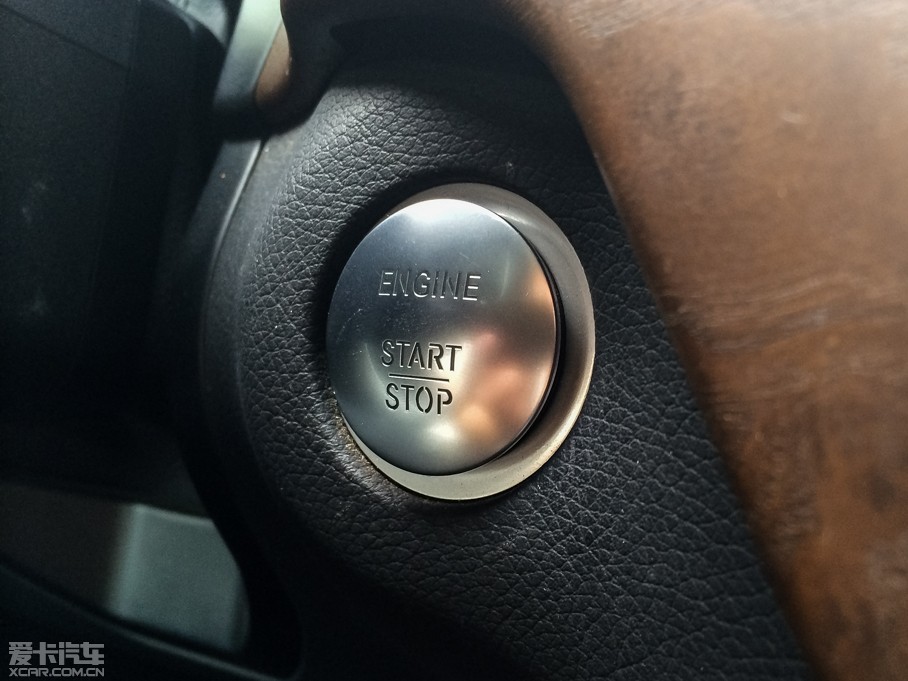 ENGINE
START
STOP
爱卡汽车
XCAR.COM.CN